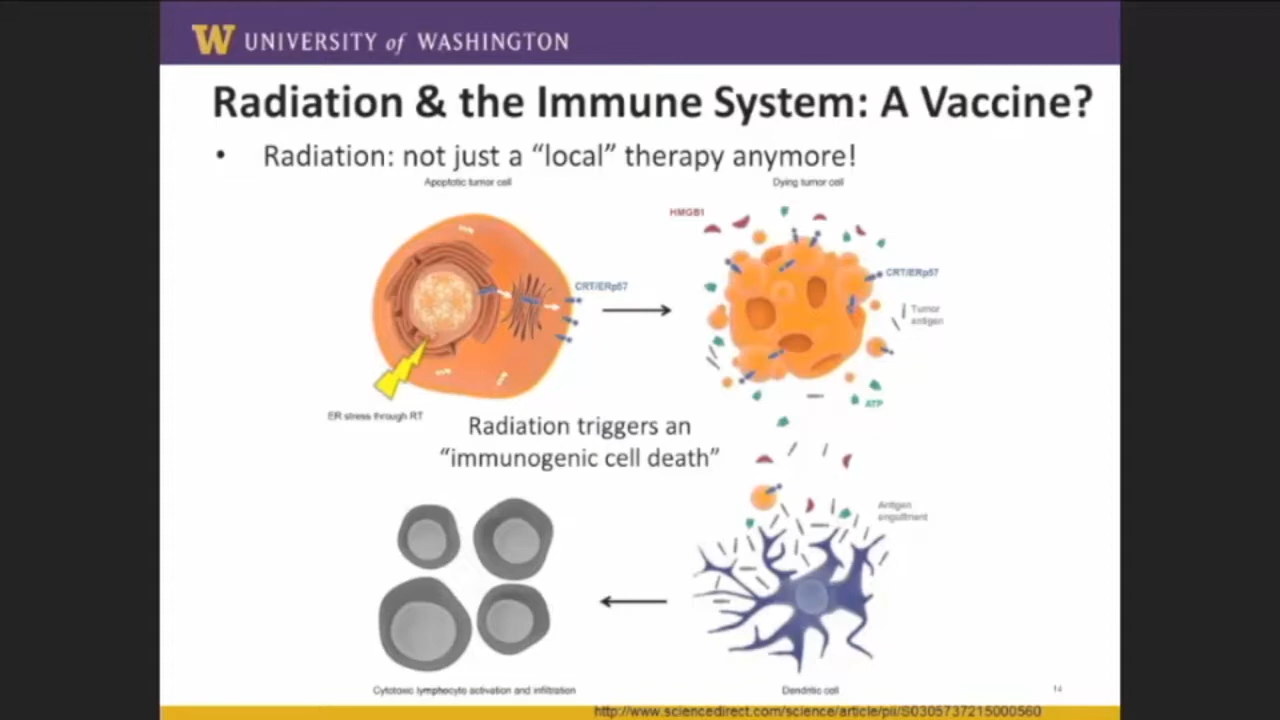 W UNIVERSITY of WASHINGTON
Radiation & the Immune System: A Vaccine?
• Radiation: not just a “local” therapy anymore!
Apoptotic tumor cell
Dying tumor cell
HMGB1
CRT/ERp57
CRT/ERp57
Tumor
antigen
ER stress through RT
ATP
Radiation triggers an
“immunogenic cell death”
Antigen
engulfment
Cytotoxic lymphocyte activation and infiltration
Dendritic cell
14
http://www.sciencedirect.com/science/article/pii/S0305737215000560